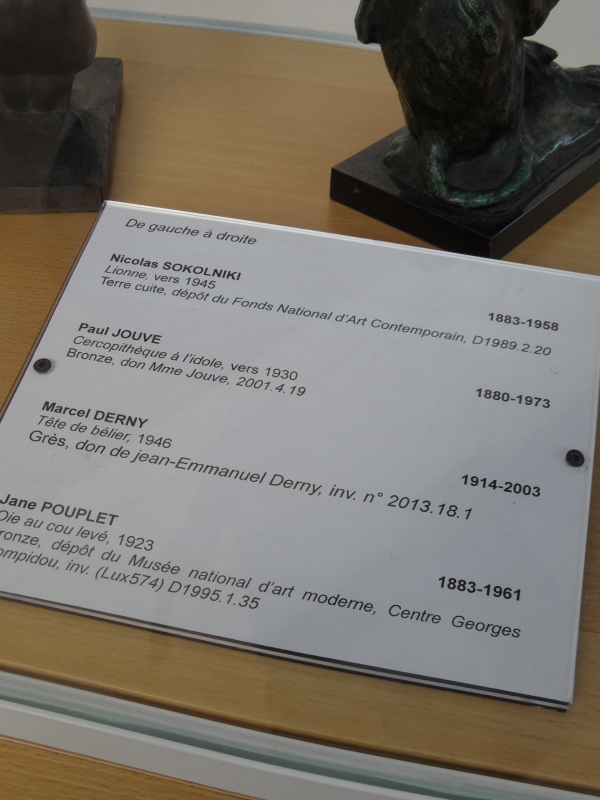 De gauche à droite
Nicolas SOKOLNIKI 1883-1958
Lionne, vers 1945
Terre cuite, dépôt du Fonds National d'Art Contemporain, D1989.2.20
Paul JOUVE 1880-1973
Cercopithèque à l'idole, vers 1930
Bronze, don Mme Jouve, 2001.4.19
Marcel DERNY 1914-2003
Tête de bélier, 1946
Grès, don de jean-Emmanuel Derny, inv. n° 2013.18.1
Jane POUPLET 1883-1961
Oie au cou levé, 1923
ronze, dépôt du Musée national d'art moderne, Centre Georges
ompidou, inv. (Lux574) D1995.1.35